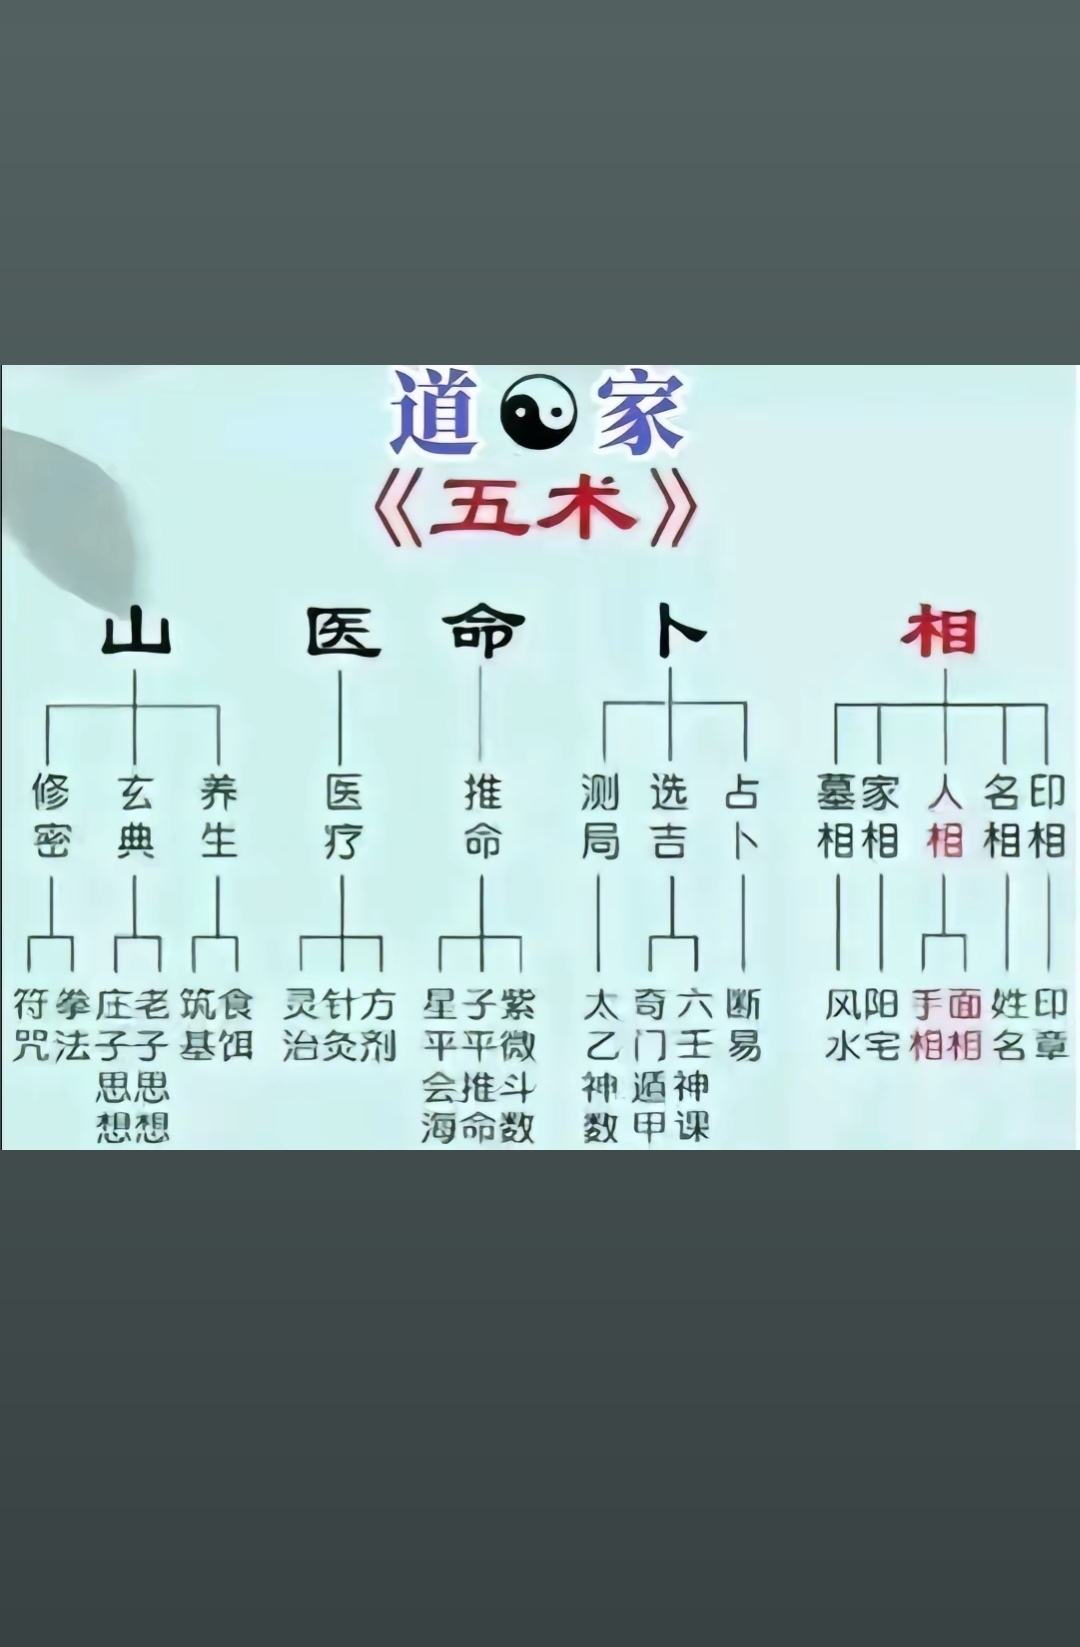 道家
《五术》
山 医 命 卜 相
修密 玄典 养生 医疗 推命 测局 选吉 占卜 墓相 家相 人相 名相 印相
符咒 拳法 庄子思想 老子思想 筑基 食饵 灵治 针灸 方剂 星平会海 子平推命 紫微斗数 太乙神数 奇门遁甲 六壬神课 断易 风水 阳宅 手相 面相 姓名 印章